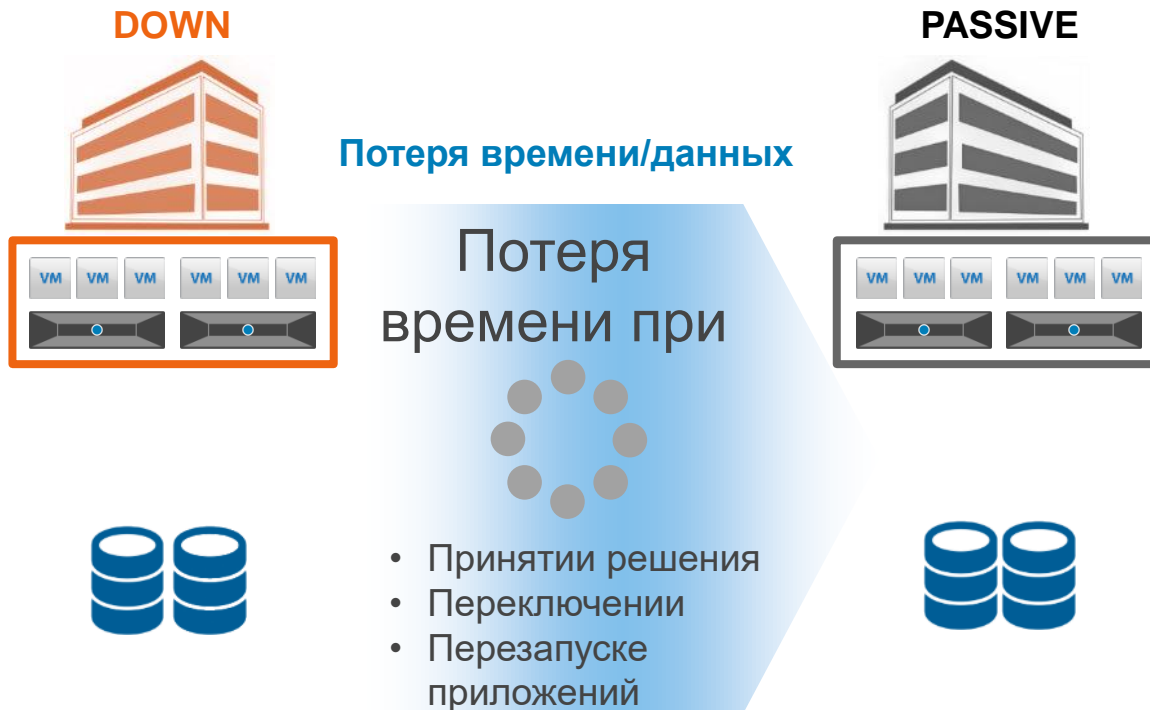 DOWN
PASSIVE
Потеря времени/данных
VM VM VM VM VM VM
VM VM VM VM VM VM
Потеря
времени при
• Принятии решения
• Переключении
• Перезапуске
приложений